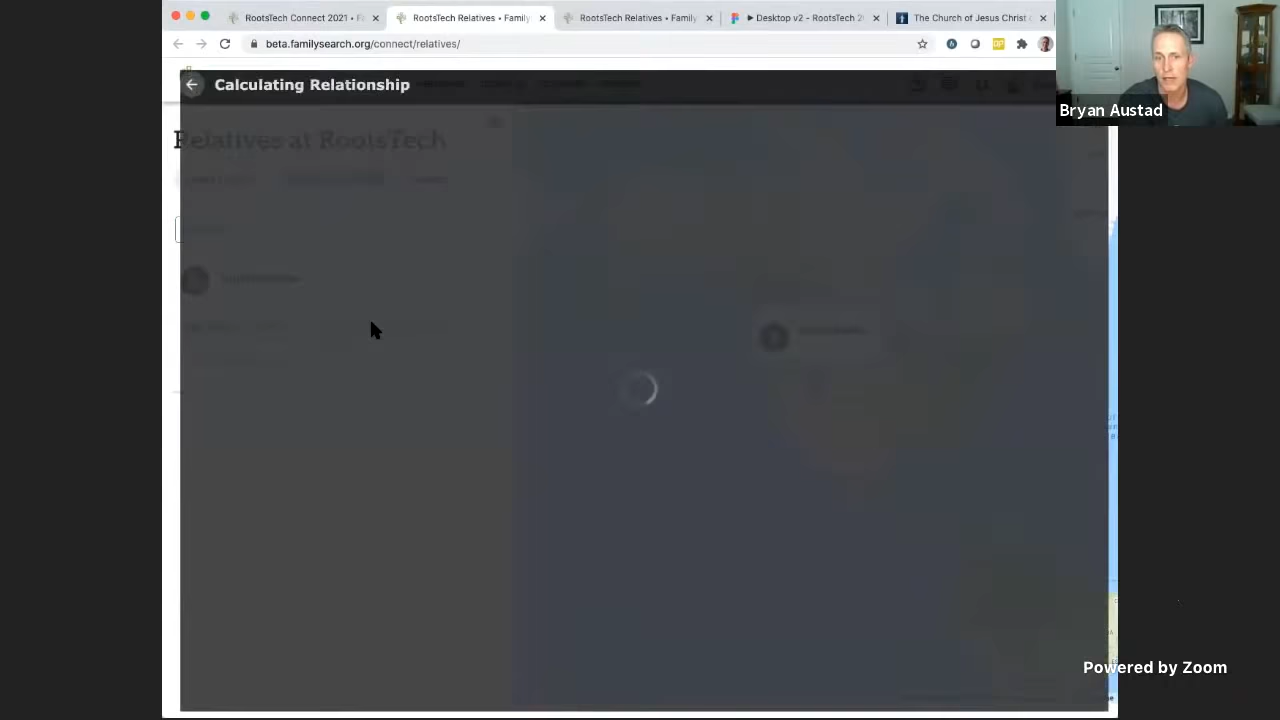 RootsTech Connect 2021 • F
RootsTech Relatives • Family
RootsTech Relatives • Family
Desktop v2 - RootsTech 2
The Church of Jesus Christ
beta.familysearch.org/connect/relatives/
Calculating Relationship
Relatives at RootsTech
Bryan Austad
Powered by Zoom